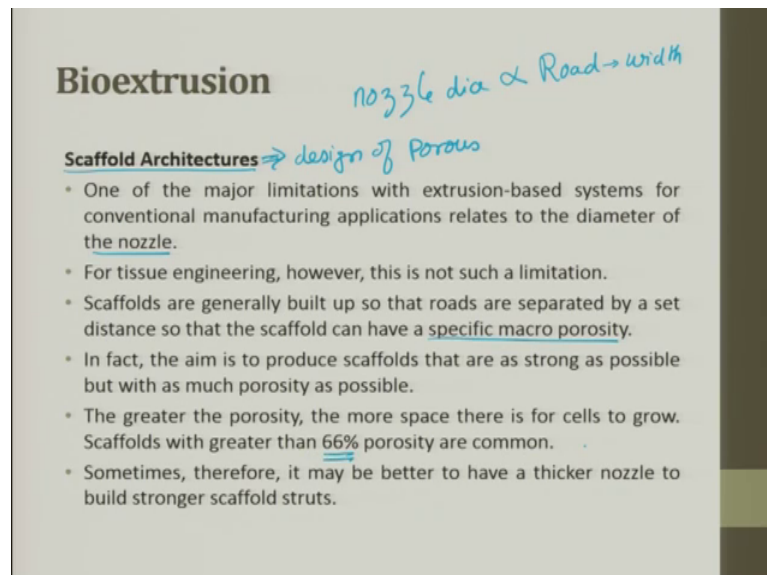 Bioextrusion
nozzle dia ∝ Road → width
Scaffold Architectures ⇒ design of Porous
• One of the major limitations with extrusion-based systems for
conventional manufacturing applications relates to the diameter of
the nozzle.
• For tissue engineering, however, this is not such a limitation.
• Scaffolds are generally built up so that roads are separated by a set
distance so that the scaffold can have a specific macro porosity.
• In fact, the aim is to produce scaffolds that are as strong as possible
but with as much porosity as possible.
• The greater the porosity, the more space there is for cells to grow.
Scaffolds with greater than 66% porosity are common.
• Sometimes, therefore, it may be better to have a thicker nozzle to
build stronger scaffold struts.